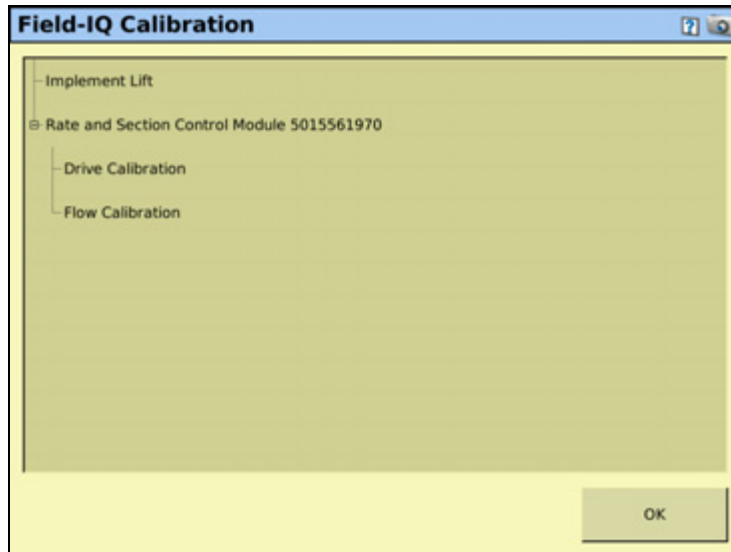 Field-IQ Calibration
?
Implement Lift
Rate and Section Control Module 5015561970
Drive Calibration
Flow Calibration
OK